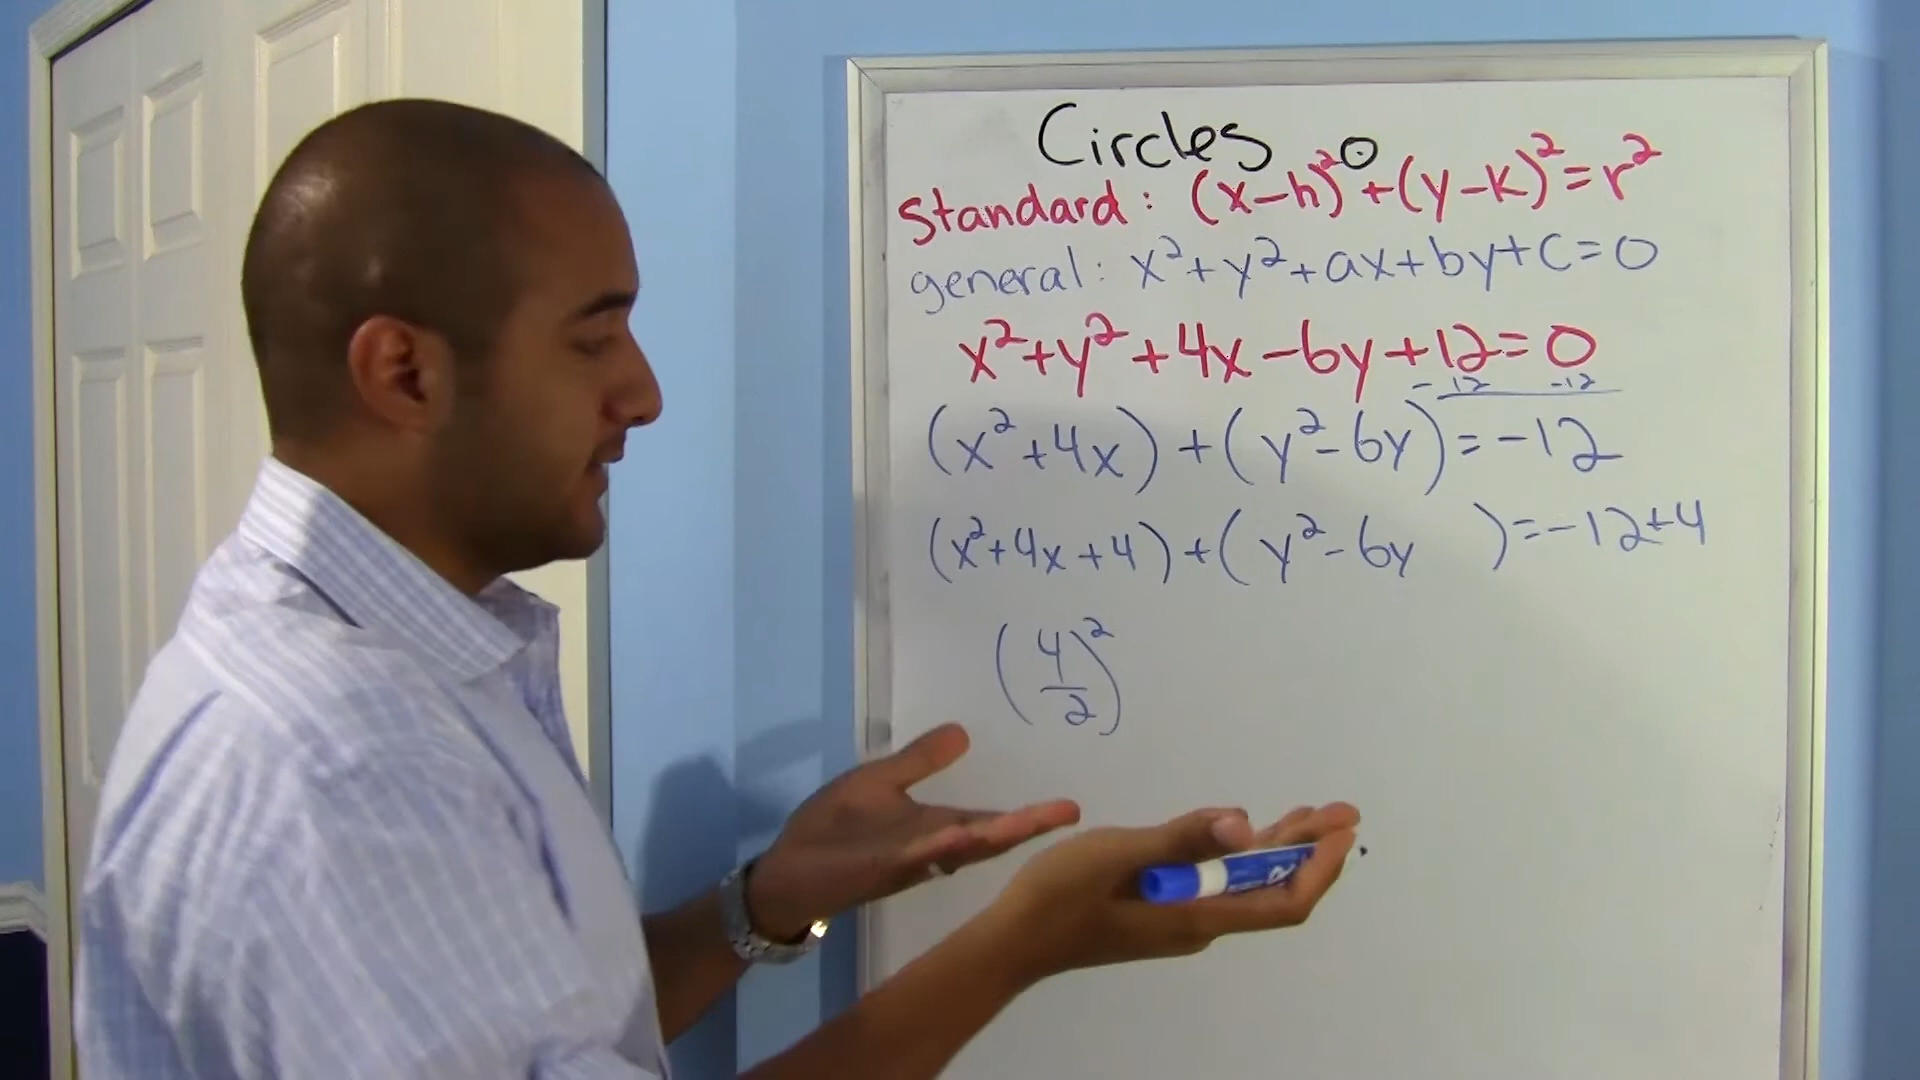 Circles
Standard: (x-h)²+(y-k)²=r²
general: x²+y²+ax+by+c=0
x²+y²+4x-6y+12=0
-12 -12
(x²+4x)+(y²-6y)=-12
(x²+4x+4)+(y²-6y )=-12+4
(4/2)²